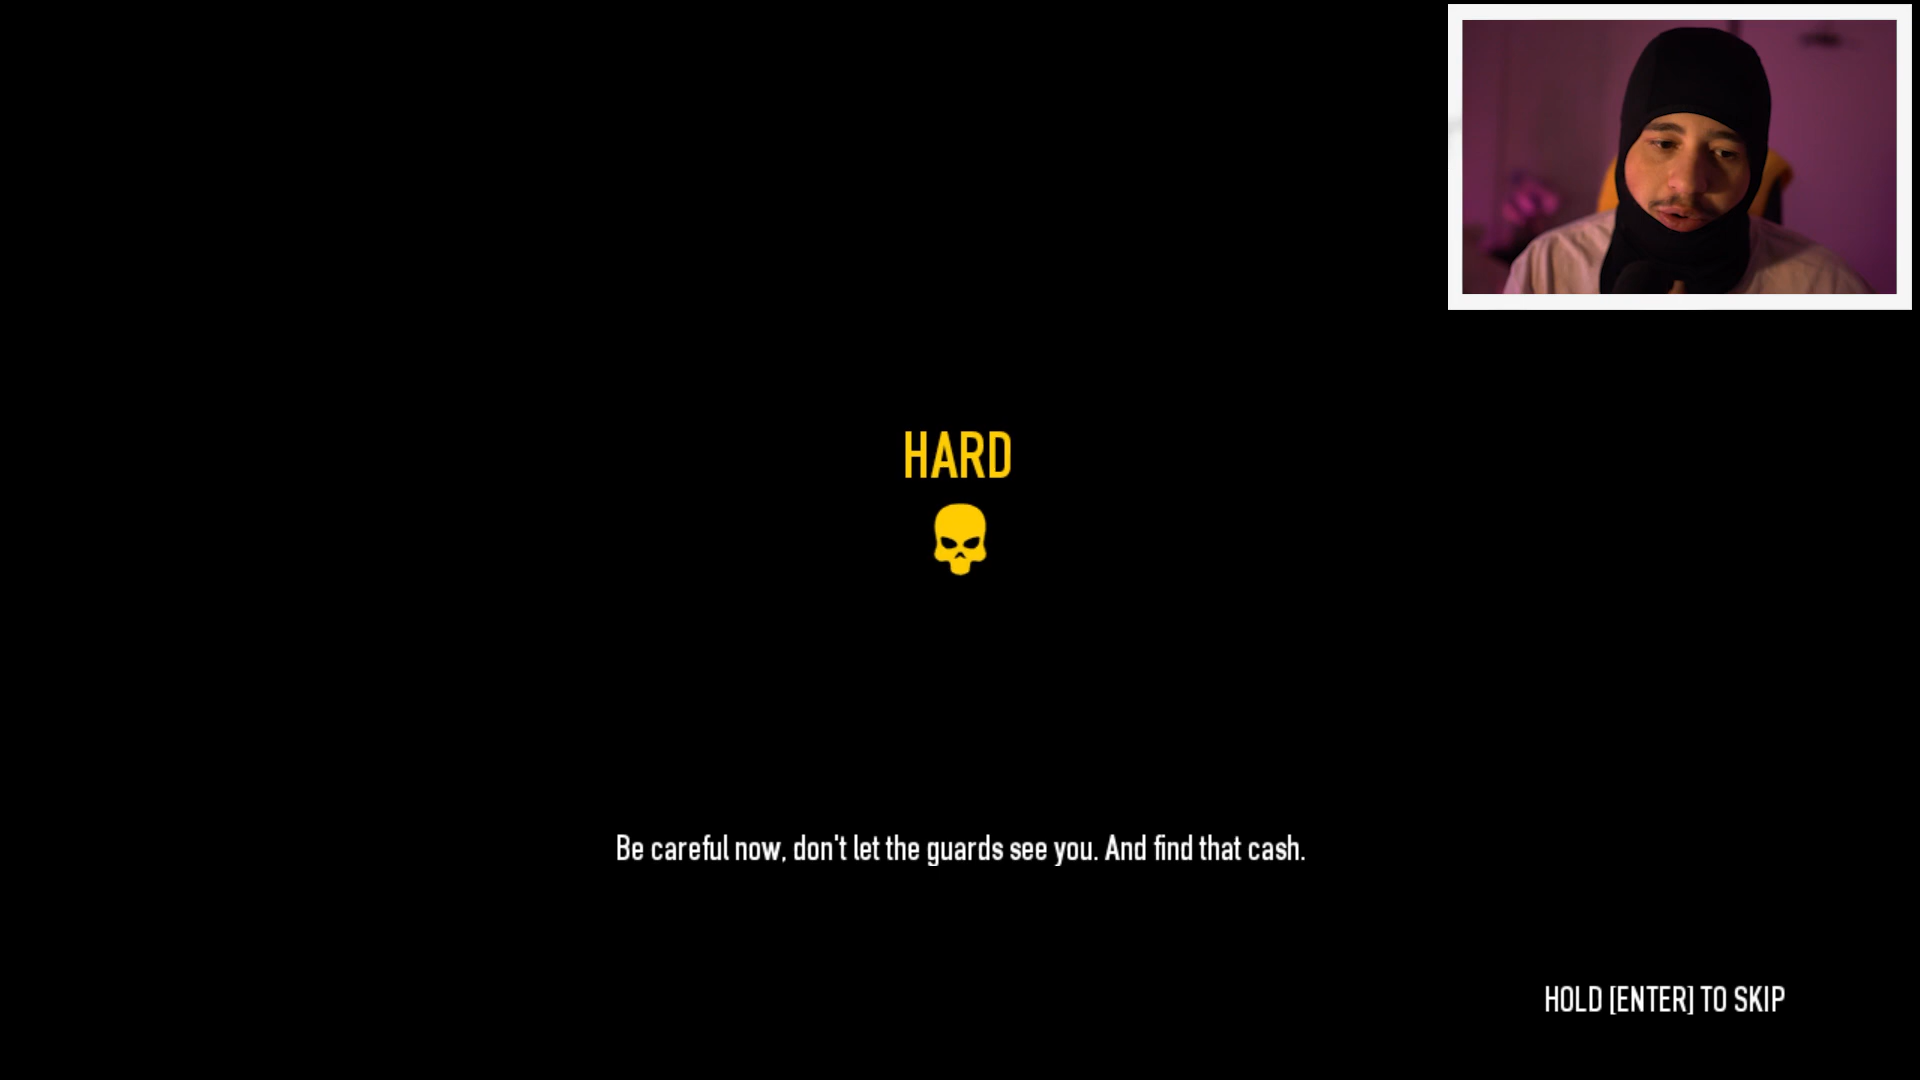 HARD
Be careful now, don't let the guards see you. And find that cash.
HOLD [ENTER] TO SKIP